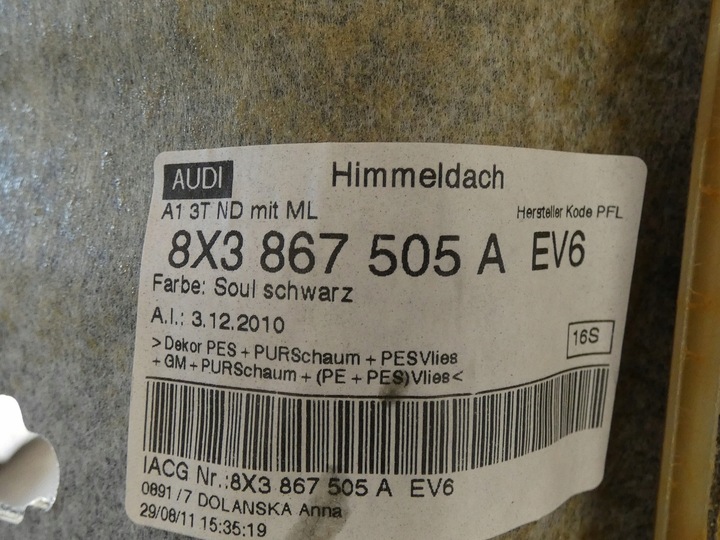 AUDI Himmeldach
A1 3T ND mit ML Hersteller Kode PFL
8X3 867 505 A EV6
Farbe: Soul schwarz
A.I.: 3.12.2010
16S
>Dekor PES + PURSchaum + PESVlies
+ GM + PURSchaum + (PE + PES)Vlies<
IACG Nr.:8X3 867 505 A EV6
0891 /7 DOLANSKA Anna
29/08/11 15:35:19